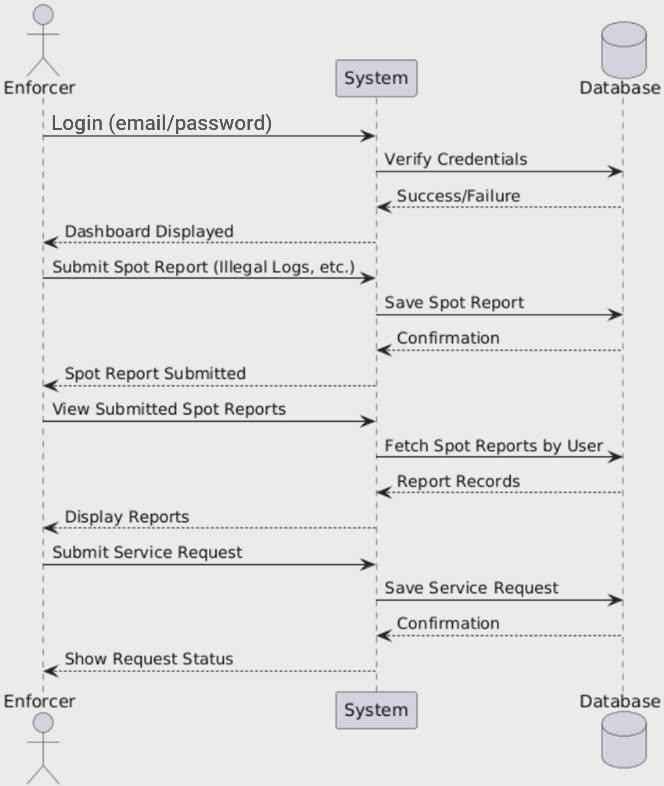 Enforcer
System
Database
Login (email/password)
Verify Credentials
Success/Failure
Dashboard Displayed
Submit Spot Report (Illegal Logs, etc.)
Save Spot Report
Confirmation
Spot Report Submitted
View Submitted Spot Reports
Fetch Spot Reports by User
Report Records
Display Reports
Submit Service Request
Save Service Request
Confirmation
Show Request Status
Enforcer
System
Database